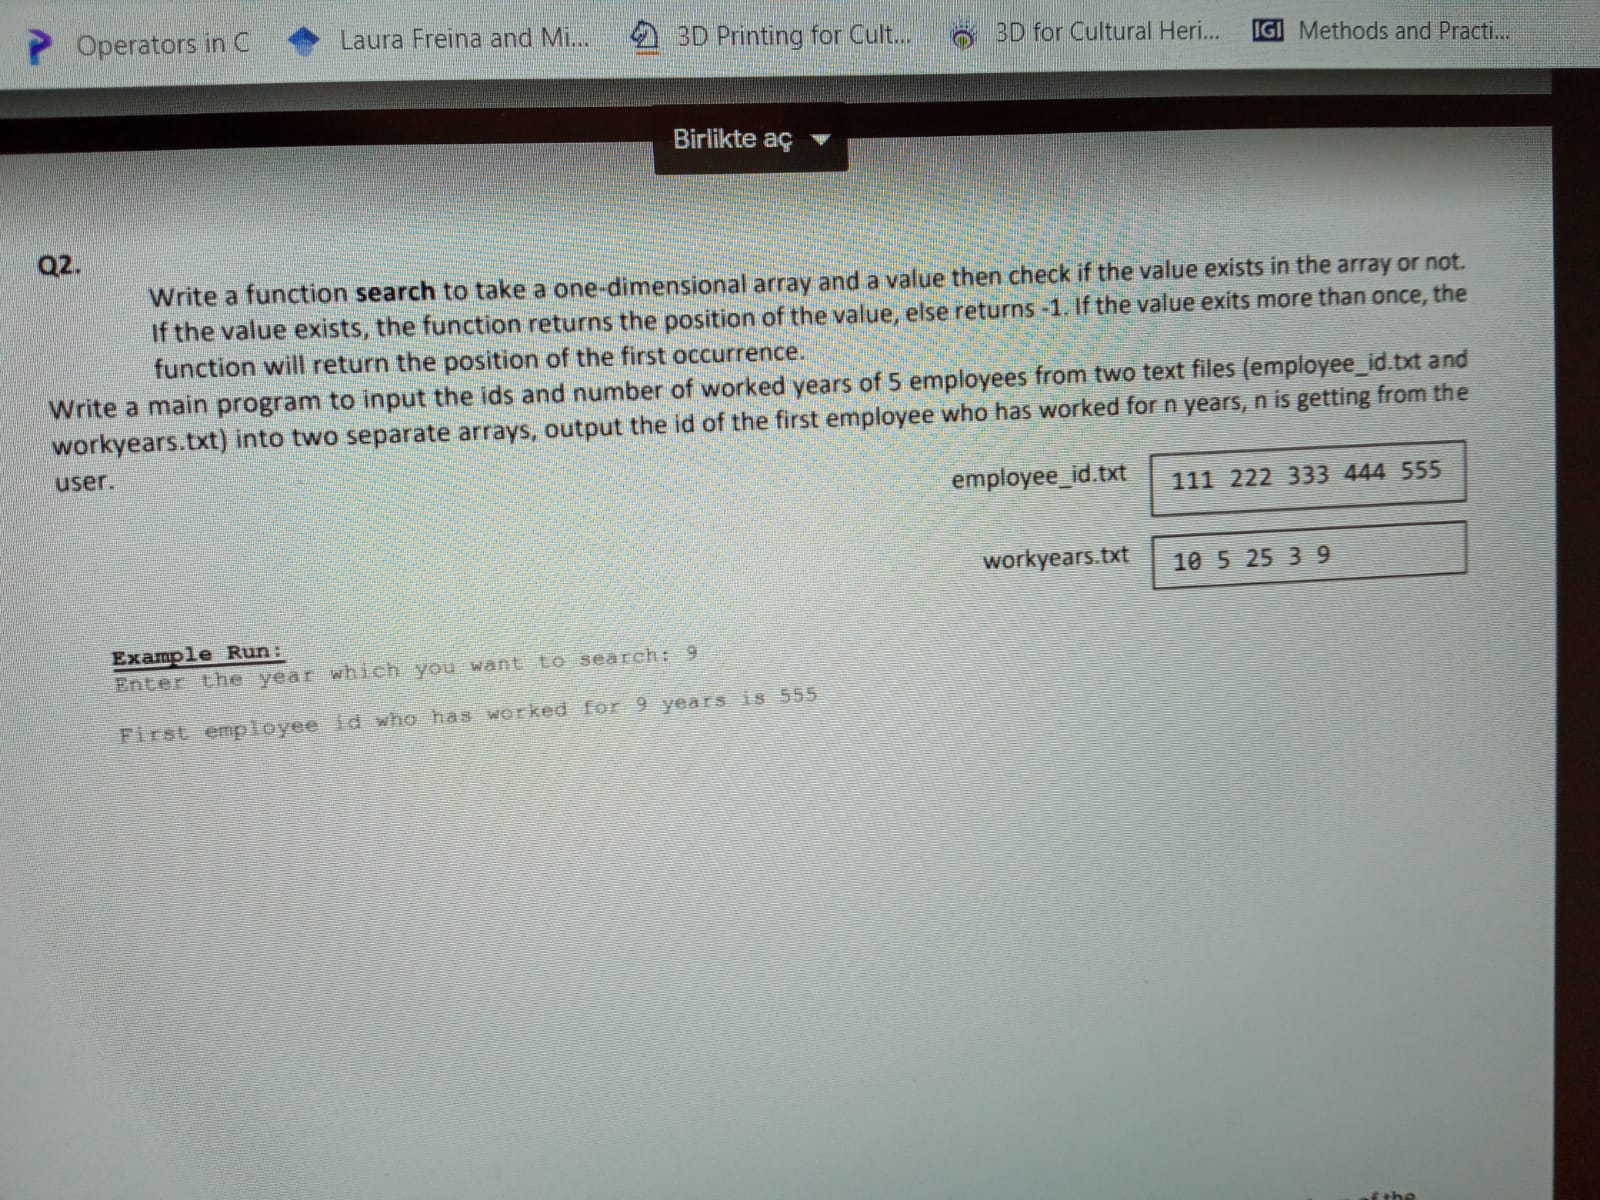 Operators in C Laura Freina and Mi... 3D Printing for Cult... 3D for Cultural Heri... IGI Methods and Practi...
Birlikte aç
Q2.
Write a function search to take a one-dimensional array and a value then check if the value exists in the array or not.
If the value exists, the function returns the position of the value, else returns -1. If the value exits more than once, the
function will return the position of the first occurrence.
Write a main program to input the ids and number of worked years of 5 employees from two text files (employee_id.txt and
workyears.txt) into two separate arrays, output the id of the first employee who has worked for n years, n is getting from the
user.
employee_id.txt 111 222 333 444 555
workyears.txt 10 5 25 3 9
Example Run:
Enter the year which you want to search: 9
First employee id who has worked for 9 years is 555
of the